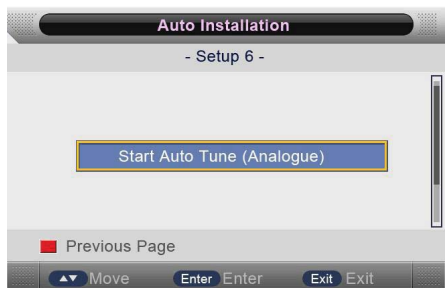 Auto Installation
- Setup 6 -
Start Auto Tune (Analogue)
Previous Page
Move Enter Enter Exit Exit